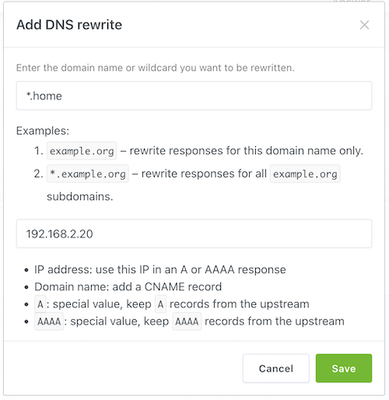 Add DNS rewrite
Enter the domain name or wildcard you want to be rewritten.
*.home
Examples:
1. example.org – rewrite responses for this domain name only.
2. *.example.org – rewrite responses for all example.org
subdomains.
192.168.2.20
• IP address: use this IP in an A or AAAA response
• Domain name: add a CNAME record
• A: special value, keep A records from the upstream
• AAAA: special value, keep AAAA records from the upstream
Cancel Save